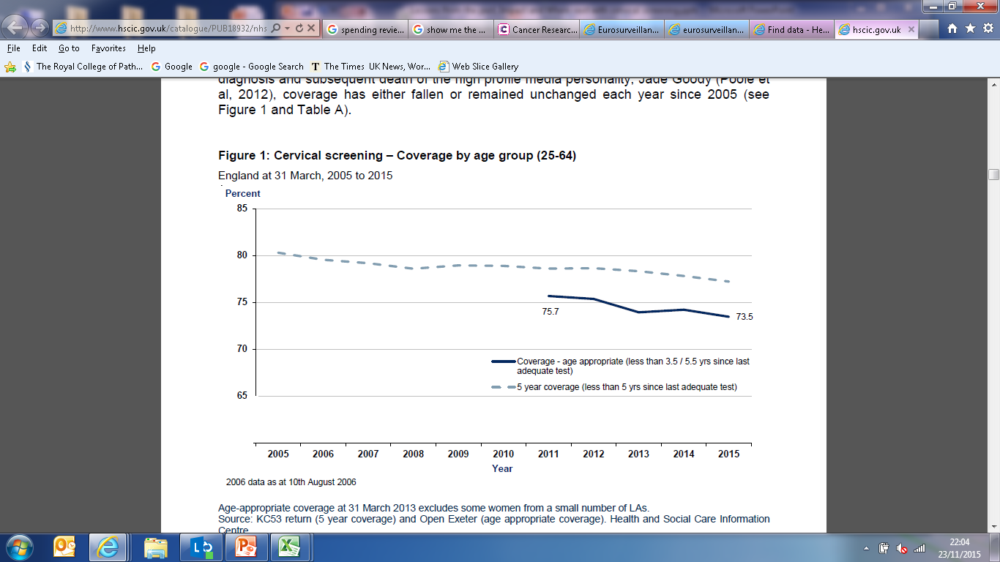 http://www.hscic.gov.uk/catalogue/PUB18932/nhs
spending revie...
show me the ...
Cancer Researc...
Eurosurveillan...
eurosurveillan...
Find data - He...
hscic.gov.uk
File Edit Go to Favorites Help
The Royal College of Path... Google google - Google Search The Times UK News, Wor... Web Slice Gallery
diagnosis and subsequent death of the high profile media personality, Jade Goody (Poole et
al, 2012), coverage has either fallen or remained unchanged each year since 2005 (see
Figure 1 and Table A).
Figure 1: Cervical screening – Coverage by age group (25-64)
England at 31 March, 2005 to 2015
Percent
85
80
75
70
65
75.7
73.5
Coverage - age appropriate (less than 3.5 / 5.5 yrs since last
adequate test)
5 year coverage (less than 5 yrs since last adequate test)
2005 2006 2007 2008 2009 2010 2011 2012 2013 2014 2015
Year
2006 data as at 10th August 2006
Age-appropriate coverage at 31 March 2013 excludes some women from a small number of LAs.
Source: KC53 return (5 year coverage) and Open Exeter (age appropriate coverage). Health and Social Care Information
Centre
22:04
23/11/2015